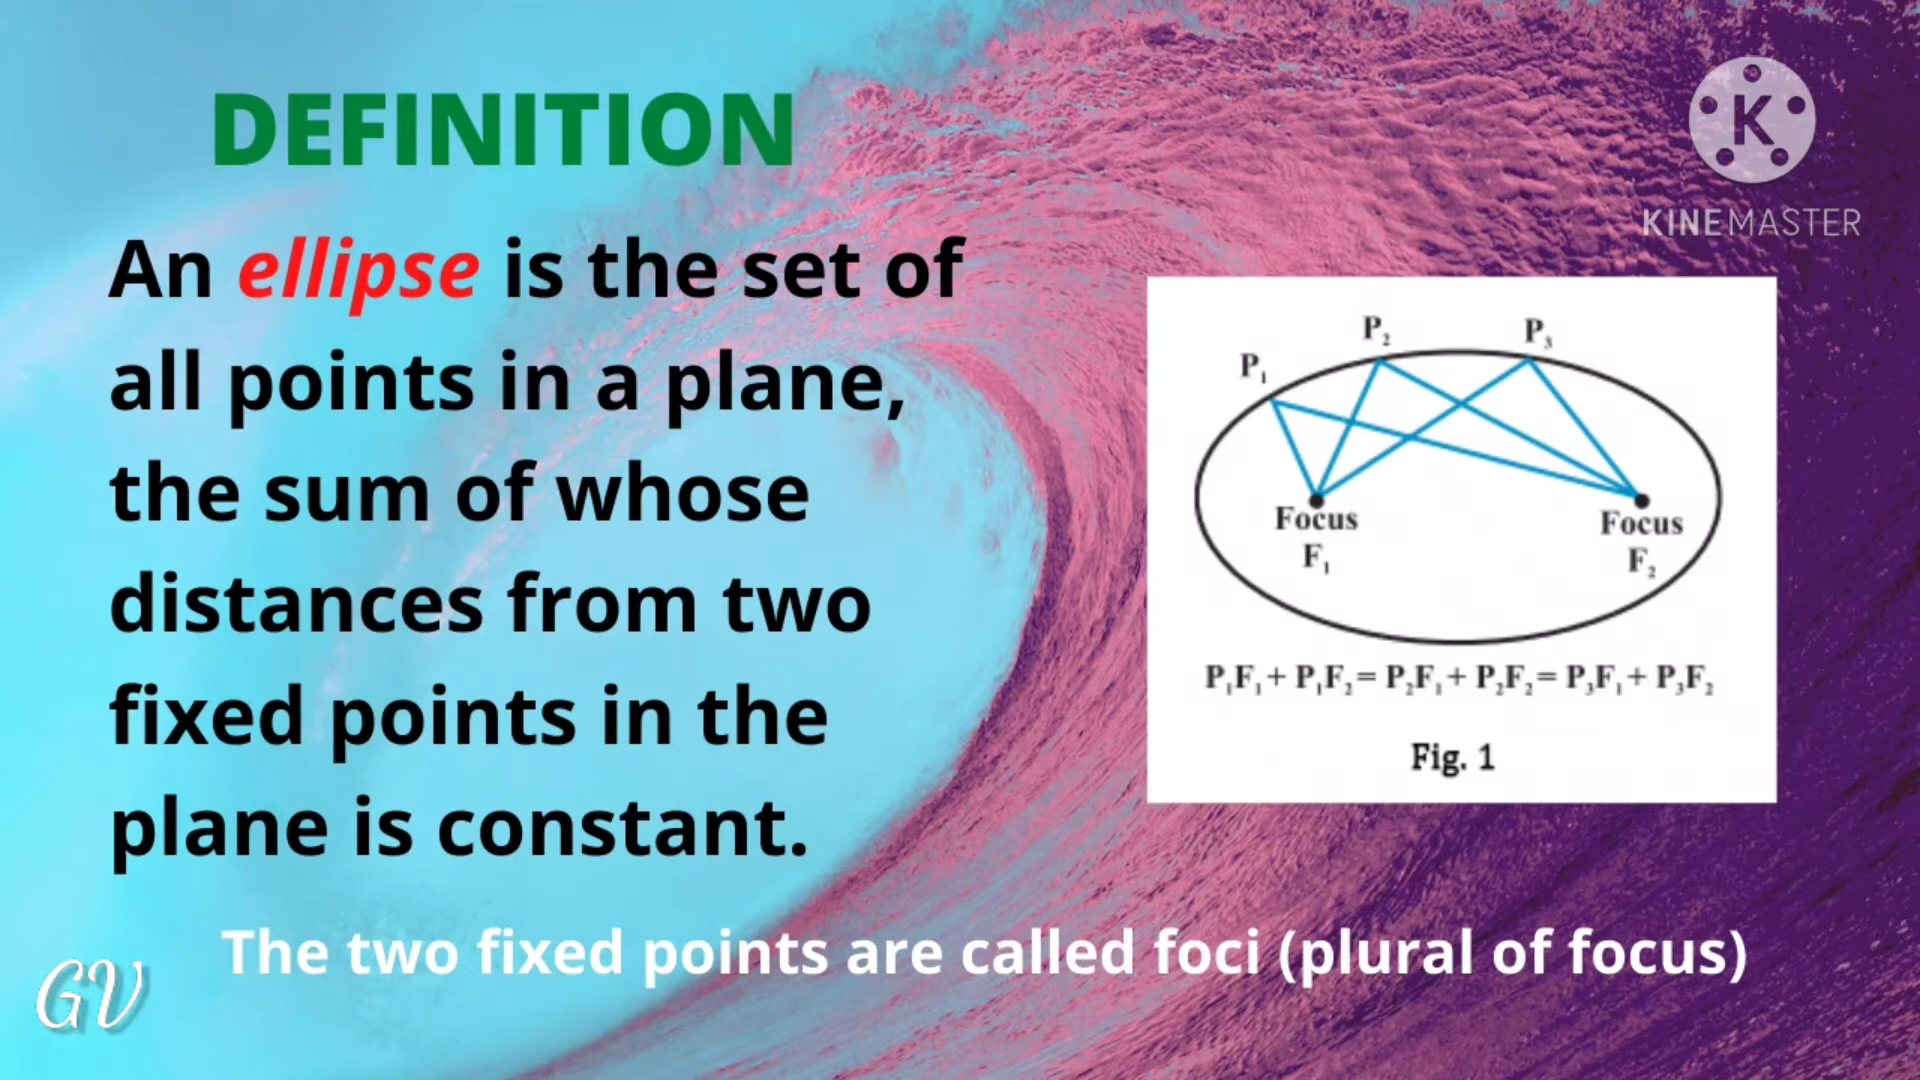 DEFINITION
An ellipse is the set of
all points in a plane,
the sum of whose
distances from two
fixed points in the
plane is constant.
K
KINEMASTER
P₁
P₂
P₃
Focus
F₁
Focus
F₂
P₁F₁ + P₁F₂ = P₂F₁ + P₂F₂ = P₃F₁ + P₃F₂
Fig. 1
The two fixed points are called foci (plural of focus)
GV